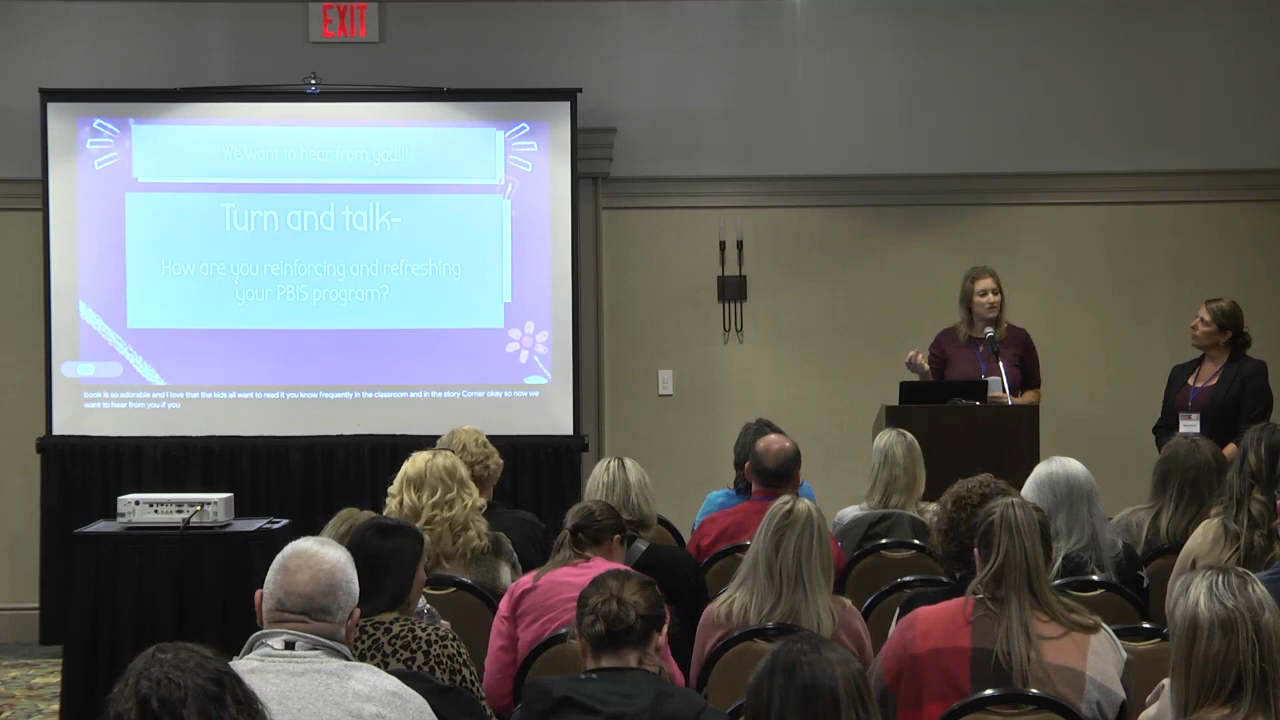 EXIT
We want to hear from you!!!
Turn and talk-
How are you reinforcing and refreshing
your PBIS program?
book is so adorable and I love that the kids all want to read it you know frequently in the classroom and in the story Corner okay so now we
want to hear from you if you